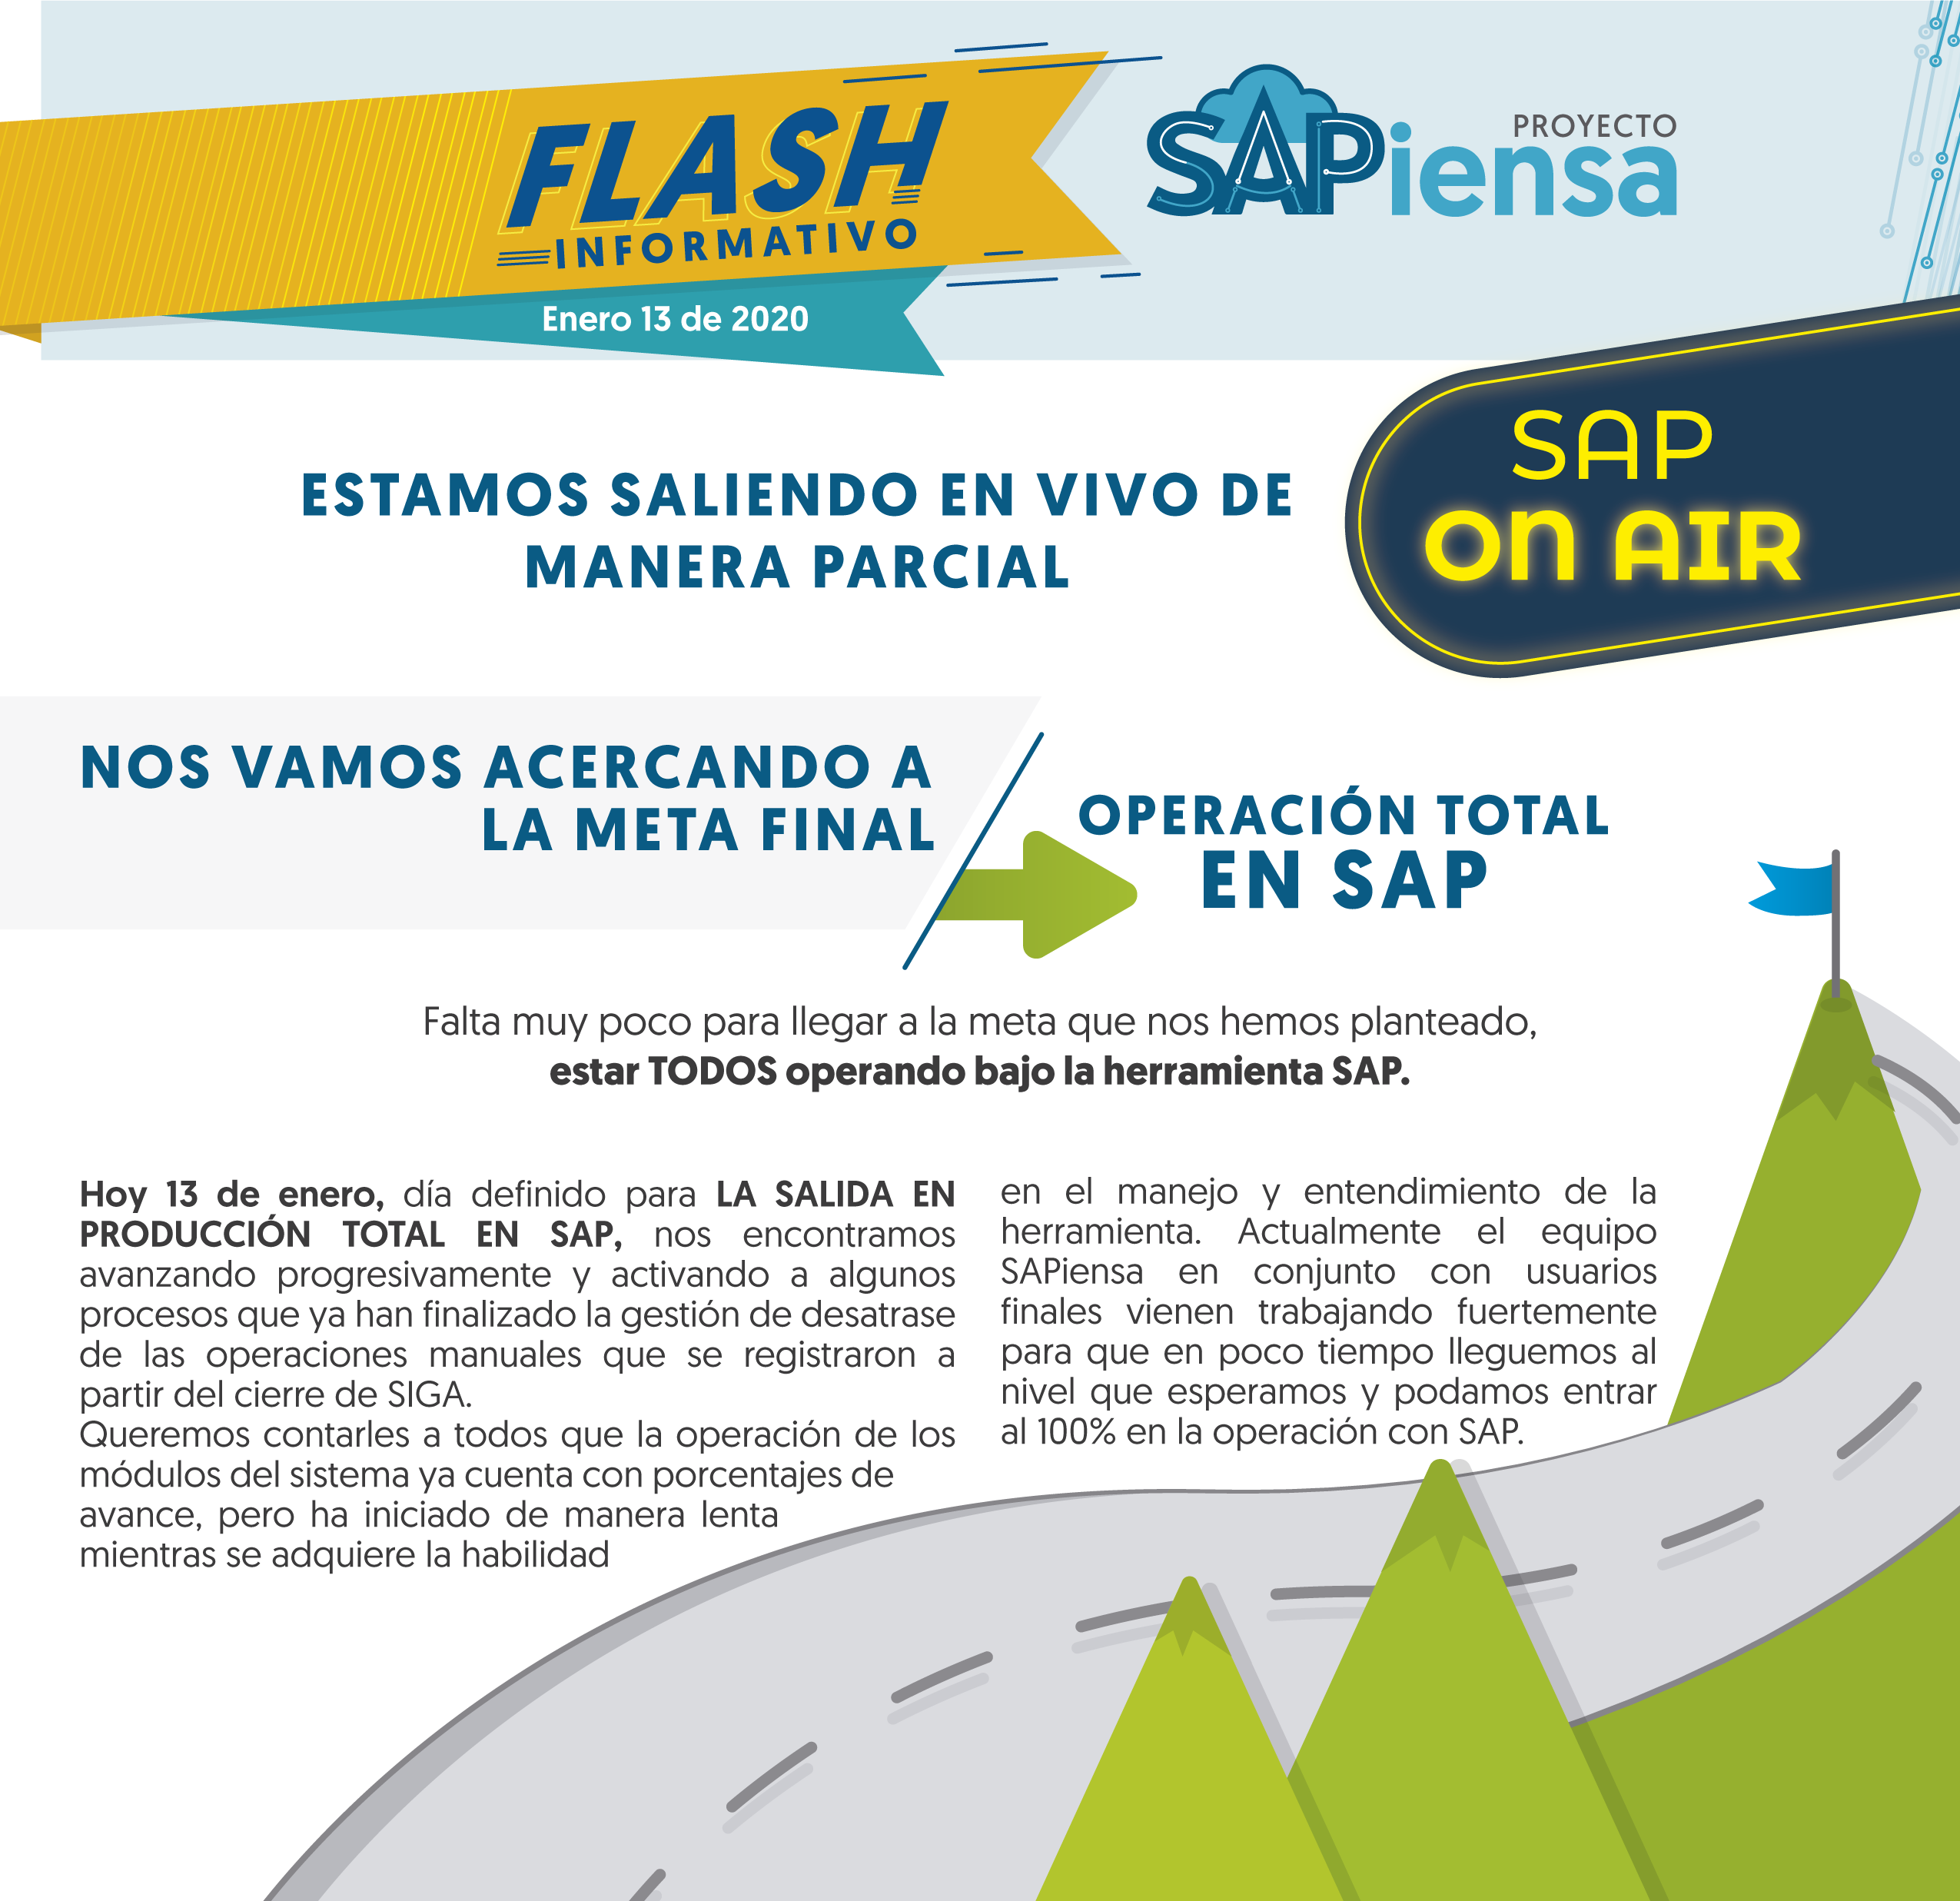 FLASH
INFORMATIVO
Enero 13 de 2020
PROYECTO
SAPiensa
SAP
ON AIR
ESTAMOS SALIENDO EN VIVO DE
MANERA PARCIAL
NOS VAMOS ACERCANDO A
LA META FINAL
OPERACIÓN TOTAL
EN SAP
Falta muy poco para llegar a la meta que nos hemos planteado,
estar TODOS operando bajo la herramienta SAP.
Hoy 13 de enero, día definido para LA SALIDA EN
PRODUCCIÓN TOTAL EN SAP, nos encontramos
avanzando progresivamente y activando a algunos
procesos que ya han finalizado la gestión de desatrase
de las operaciones manuales que se registraron a
partir del cierre de SIGA.
Queremos contarles a todos que la operación de los
módulos del sistema ya cuenta con porcentajes de
avance, pero ha iniciado de manera lenta
mientras se adquiere la habilidad
en el manejo y entendimiento de la
herramienta. Actualmente el equipo
SAPiensa en conjunto con usuarios
finales vienen trabajando fuertemente
para que en poco tiempo lleguemos al
nivel que esperamos y podamos entrar
al 100% en la operación con SAP.